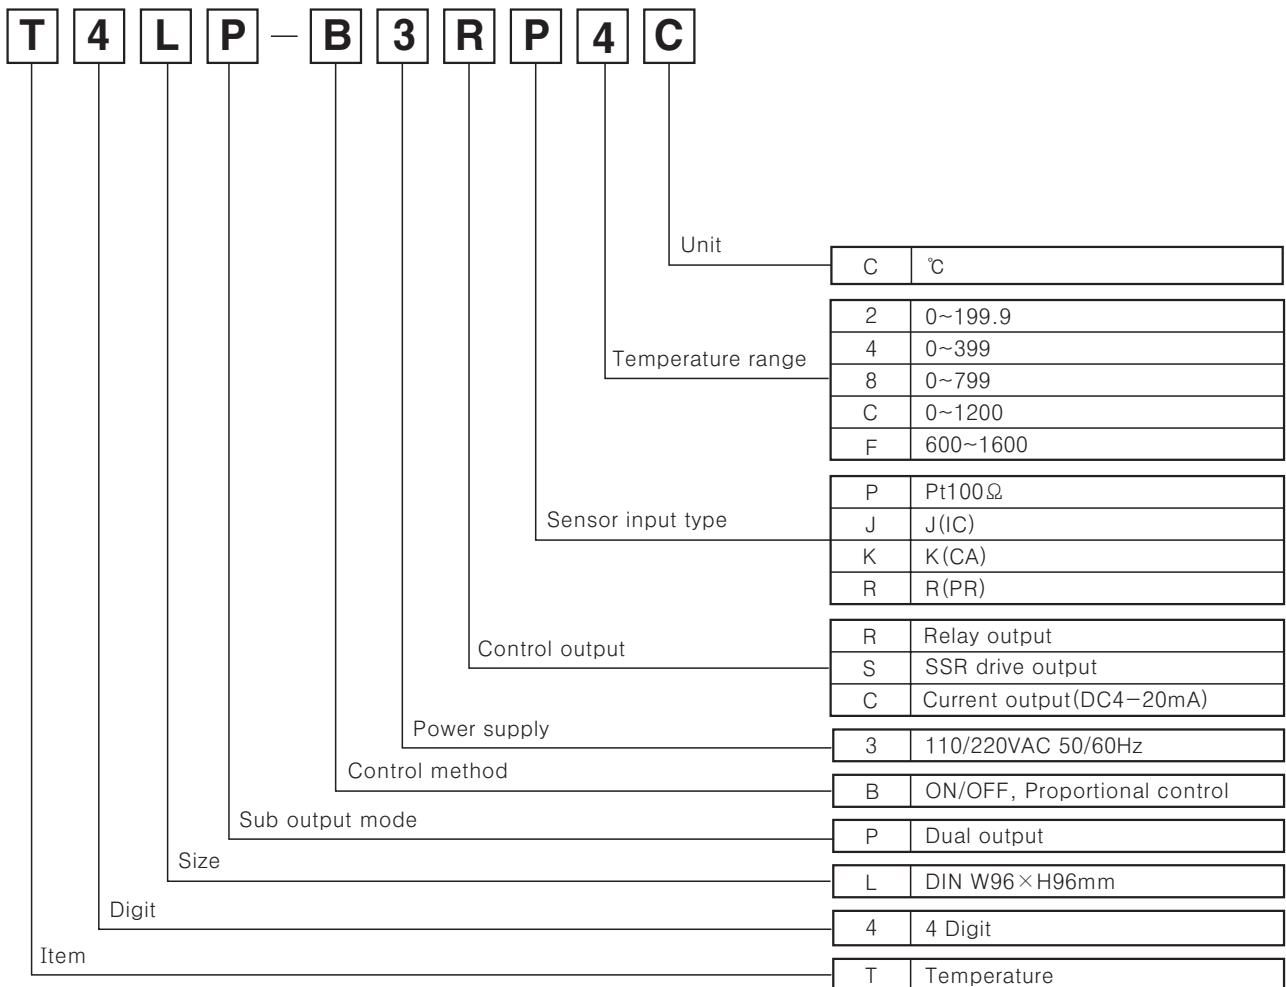 T 4 L P - B 3 R P 4 C
Unit
C ℃
Temperature range
2 0~199.9
4 0~399
8 0~799
C 0~1200
F 600~1600
Sensor input type
P Pt100Ω
J J(IC)
K K(CA)
R R(PR)
Control output
R Relay output
S SSR drive output
C Current output(DC4-20mA)
Power supply
3 110/220VAC 50/60Hz
Control method
B ON/OFF, Proportional control
Sub output mode
P Dual output
Size
L DIN W96×H96mm
Digit
4 4 Digit
Item
T Temperature